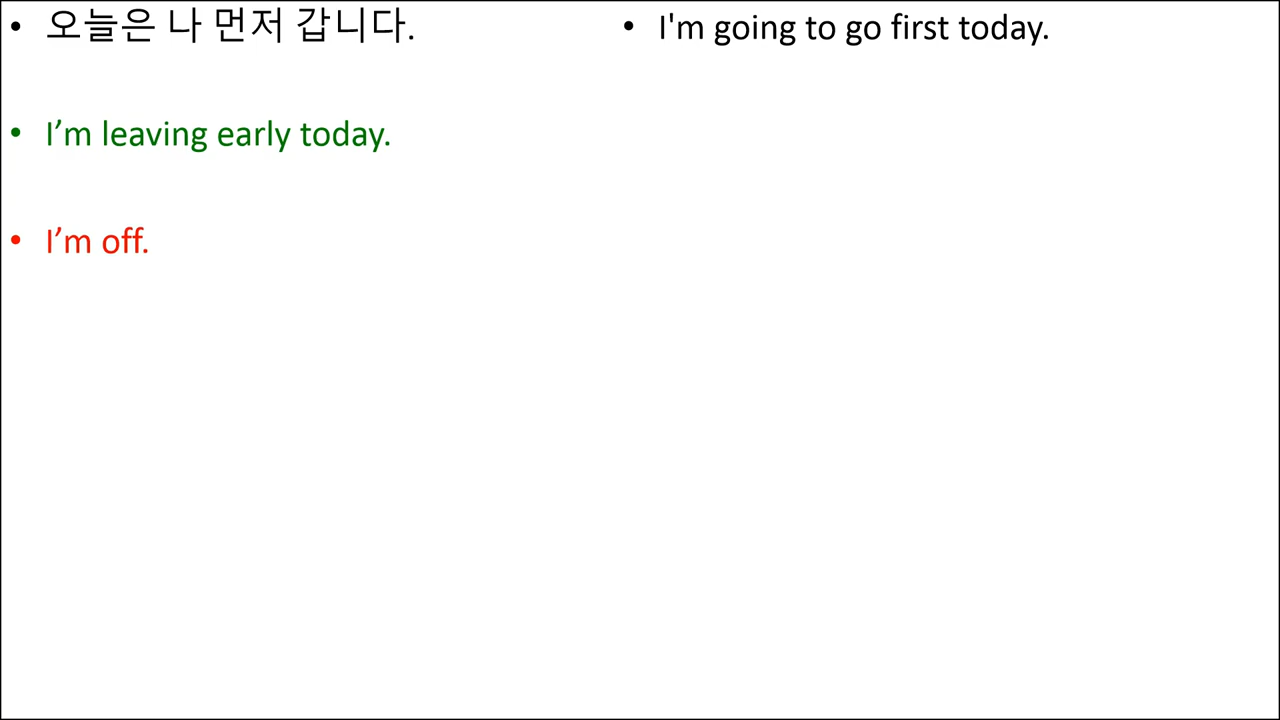 • 오늘은 나 먼저 갑니다.
• I’m leaving early today.
• I’m off.
• I'm going to go first today.